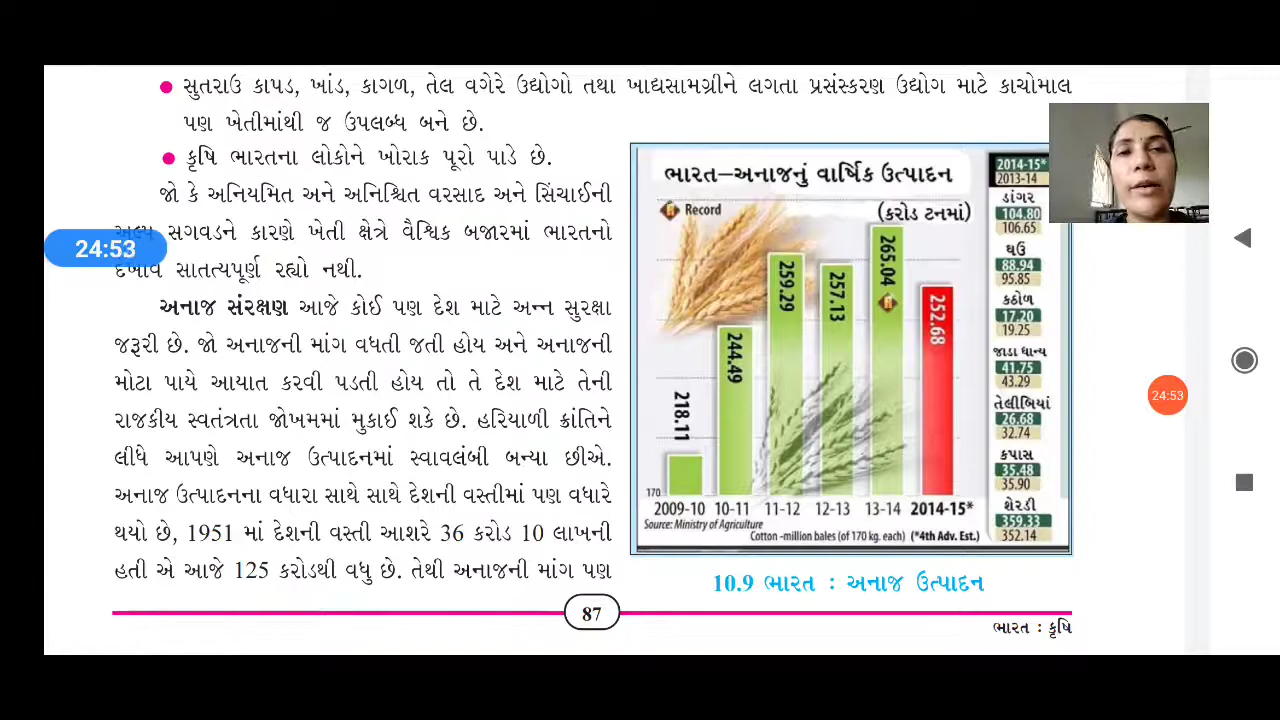 સુતરાઉ કાપડ, ખાંડ, કાગળ, તેલ વગેરે ઉદ્યોગો તથા ખાદ્યસામગ્રીને લગતા પ્રસંસ્કરણ ઉદ્યોગ માટે કાચોમાલ
પણ ખેતીમાંથી જ ઉપલબ્ધ બને છે.
કૃષિ ભારતના લોકોને ખોરાક પૂરો પાડે છે.
જો કે અનિયમિત અને અનિશ્ચિત વરસાદ અને સિંચાઈની
સગવડને કારણે ખેતી ક્ષેત્રે વૈશ્વિક બજારમાં ભારતનો
સાતત્યપૂર્ણ રહ્યો નથી.
અનાજ સંરક્ષણ આજે કોઈ પણ દેશ માટે અન્ન સુરક્ષા
જરૂરી છે. જો અનાજની માંગ વધતી જતી હોય અને અનાજની
મોટા પાયે આયાત કરવી પડતી હોય તો તે દેશ માટે તેની
રાજકીય સ્વતંત્રતા જોખમમાં મુકાઈ શકે છે. હરિયાળી ક્રાંતિને
લીધે આપણે અનાજ ઉત્પાદનમાં સ્વાવલંબી બન્યા છીએ.
અનાજ ઉત્પાદનના વધારા સાથે સાથે દેશની વસ્તીમાં પણ વધારે
થયો છે, 1951 માં દેશની વસ્તી આશરે 36 કરોડ 10 લાખની
હતી એ આજે 125 કરોડથી વધુ છે. તેથી અનાજની માંગ પણ
24:53
ભારત–અનાજનું વાર્ષિક ઉત્પાદન
Record
(કરોડ ટનમાં)
218.11
244.49
259.29
257.13
265.04
252.68
170
2009-10 10-11 11-12 12-13 13-14 2014-15*
Source: Ministry of Agriculture
Cotton -million bales (of 170 kg. each) (*4th Adv. Est.)
2014-15*
2013-14
ડાંગર
104.80
106.65
ઘઉં
88.94
95.85
કઠોળ
17.20
19.25
જાડા ધાન્ય
41.75
43.29
તેલીબિયાં
26.68
32.74
કપાસ
35.48
35.90
શેરડી
359.33
352.14
10.9 ભારત : અનાજ ઉત્પાદન
87
ભારત : કૃષિ
24:53